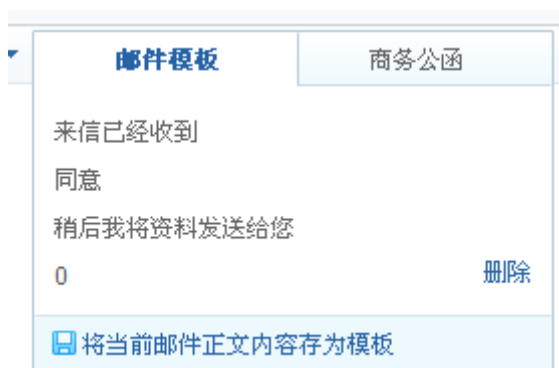 邮件模板 商务公函
来信已经收到
同意
稍后我将资料发送给您
0 删除
将当前邮件正文内容存为模板